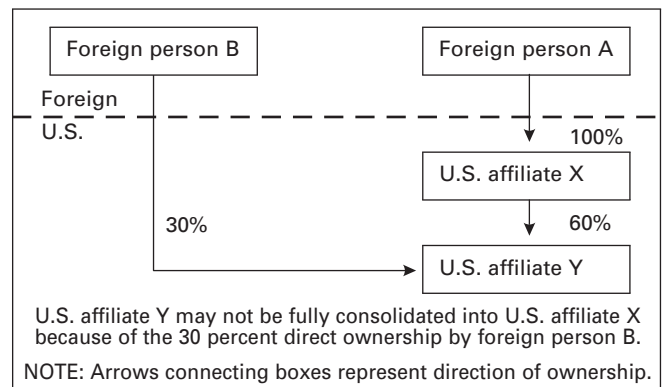 Foreign person B
Foreign person A
Foreign
U.S.
100%
U.S. affiliate X
30%
60%
U.S. affiliate Y
U.S. affiliate Y may not be fully consolidated into U.S. affiliate X
because of the 30 percent direct ownership by foreign person B.
NOTE: Arrows connecting boxes represent direction of ownership.